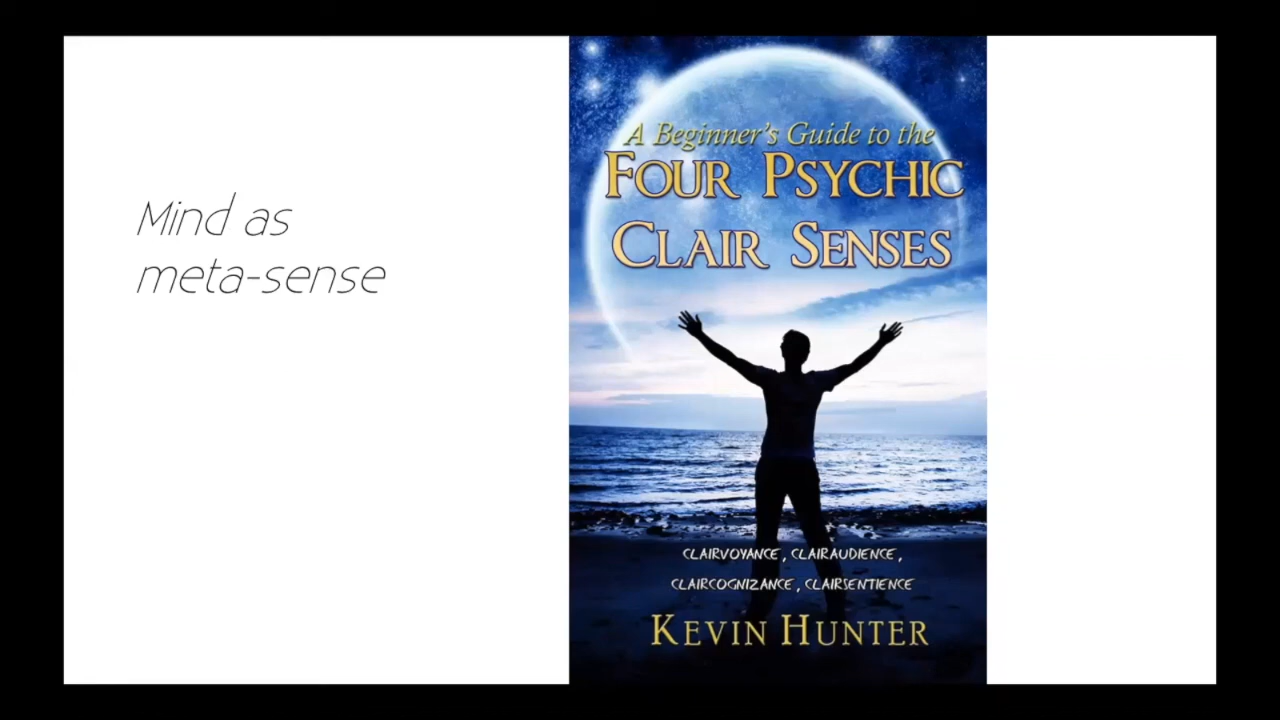 Mind as
meta-sense
A Beginner's Guide to the
FOUR PSYCHIC
CLAIR SENSES
CLAIRVOYANCE, CLAIRAUDIENCE,
CLAIRCOGNIZANCE, CLAIRSENTIENCE
KEVIN HUNTER